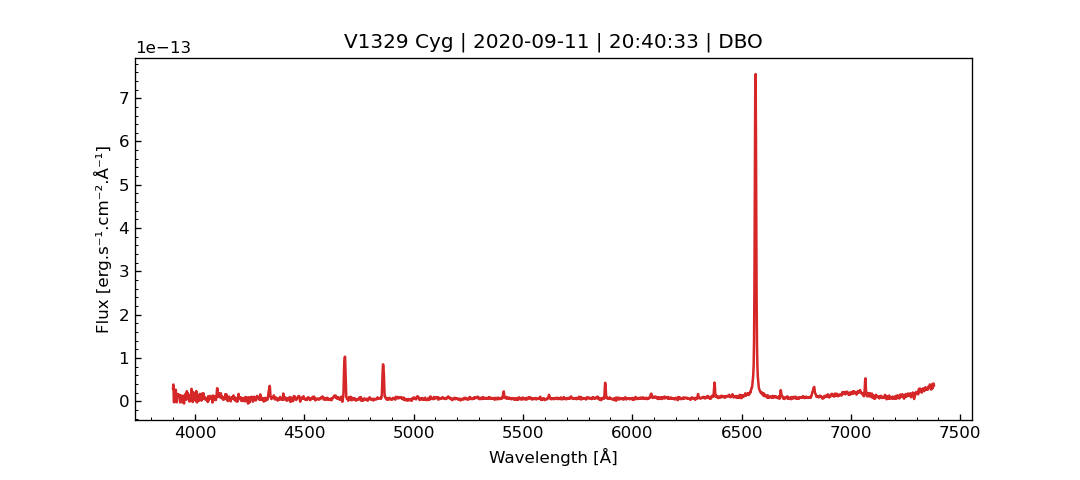 V1329 Cyg | 2020-09-11 | 20:40:33 | DBO
1e−13
7
6
5
4
3
2
1
0
Flux [erg.s⁻¹.cm⁻².Å⁻¹]
4000 4500 5000 5500 6000 6500 7000 7500
Wavelength [Å]